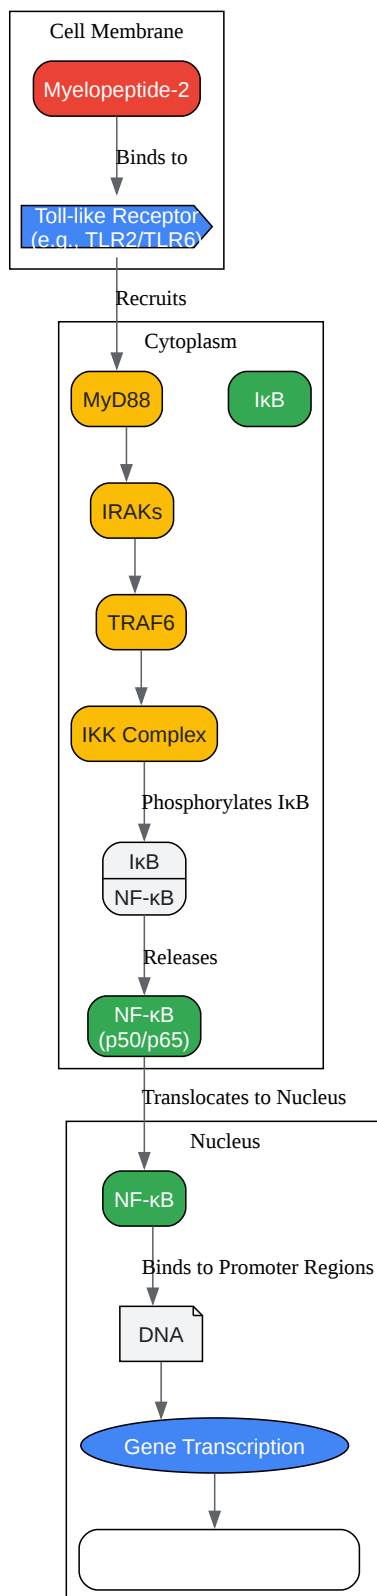 Cell Membrane
Myelopeptide-2
Binds to
Toll-like Receptor
(e.g., TLR2/TLR6)
Recruits
Cytoplasm
MyD88
IκB
IRAKs
TRAF6
IKK Complex
Phosphorylates IκB
IκB
NF-κB
Releases
NF-κB
(p50/p65)
Translocates to Nucleus
Nucleus
NF-κB
Binds to Promoter Regions
DNA
Gene Transcription